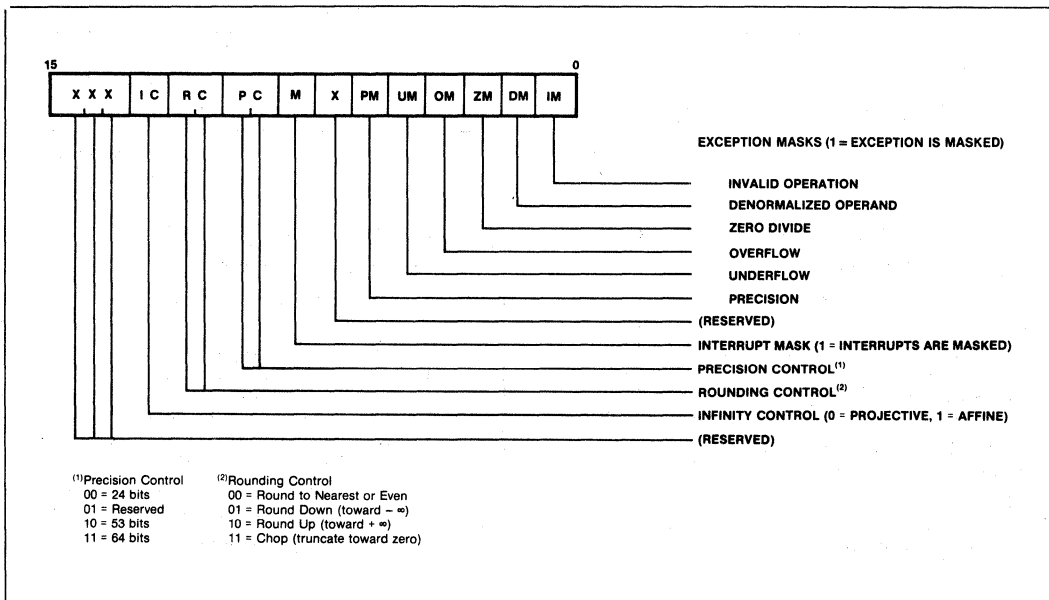 15 0
X X X I C R C P C M X PM UM OM ZM DM IM
EXCEPTION MASKS (1 = EXCEPTION IS MASKED)
INVALID OPERATION
DENORMALIZED OPERAND
ZERO DIVIDE
OVERFLOW
UNDERFLOW
PRECISION
(RESERVED)
INTERRUPT MASK (1 = INTERRUPTS ARE MASKED)
PRECISION CONTROL(1)
ROUNDING CONTROL(2)
INFINITY CONTROL (0 = PROJECTIVE, 1 = AFFINE)
(RESERVED)
(1)Precision Control
00 = 24 bits
01 = Reserved
10 = 53 bits
11 = 64 bits
(2)Rounding Control
00 = Round to Nearest or Even
01 = Round Down (toward − ∞)
10 = Round Up (toward + ∞)
11 = Chop (truncate toward zero)